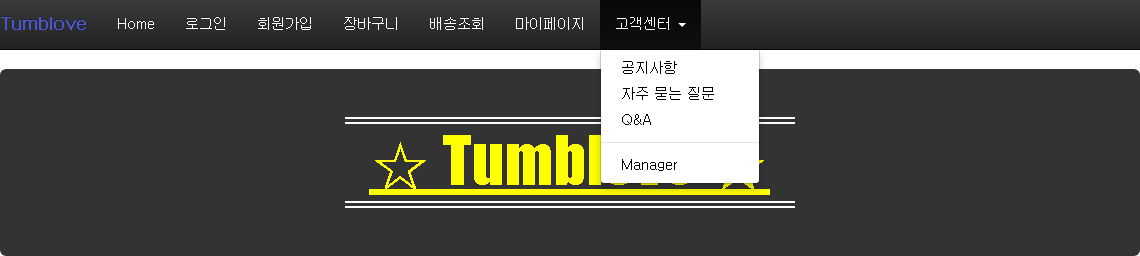 Tumblove Home 로그인 회원가입 장바구니 배송조회 마이페이지 고객센터
공지사항
자주 묻는 질문
Q&A
Manager
☆ Tumblove ☆